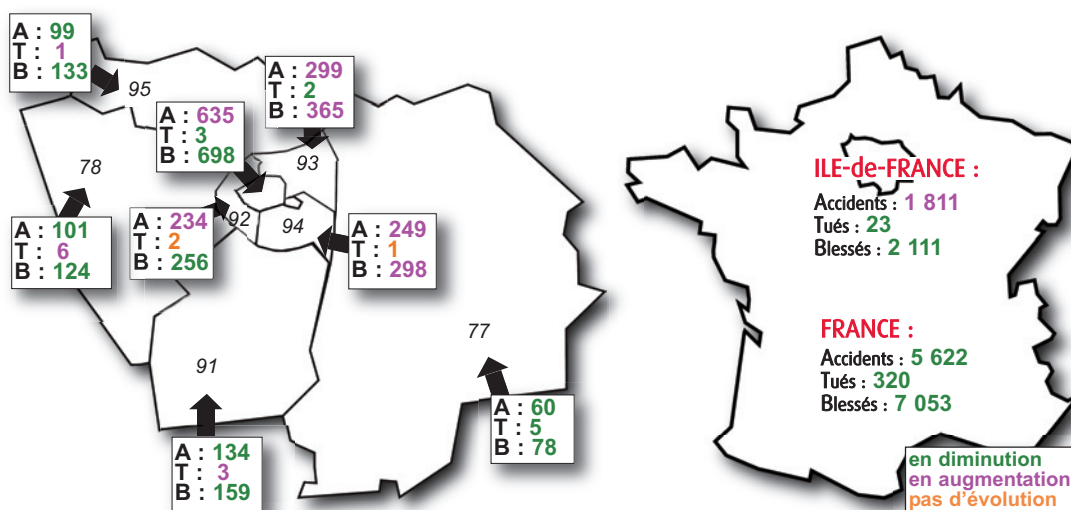 A : 99
T : 1
B : 133
95
A : 299
T : 2
B : 365
A : 635
T : 3
B : 698
93
78
A : 101
T : 6
B : 124
A : 234
T : 2
B : 256
92
94
A : 249
T : 1
B : 298
77
91
A : 134
T : 3
B : 159
A : 60
T : 5
B : 78
ILE-de-FRANCE :
Accidents : 1 811
Tués : 23
Blessés : 2 111
FRANCE :
Accidents : 5 622
Tués : 320
Blessés : 7 053
en diminution
en augmentation
pas d'évolution